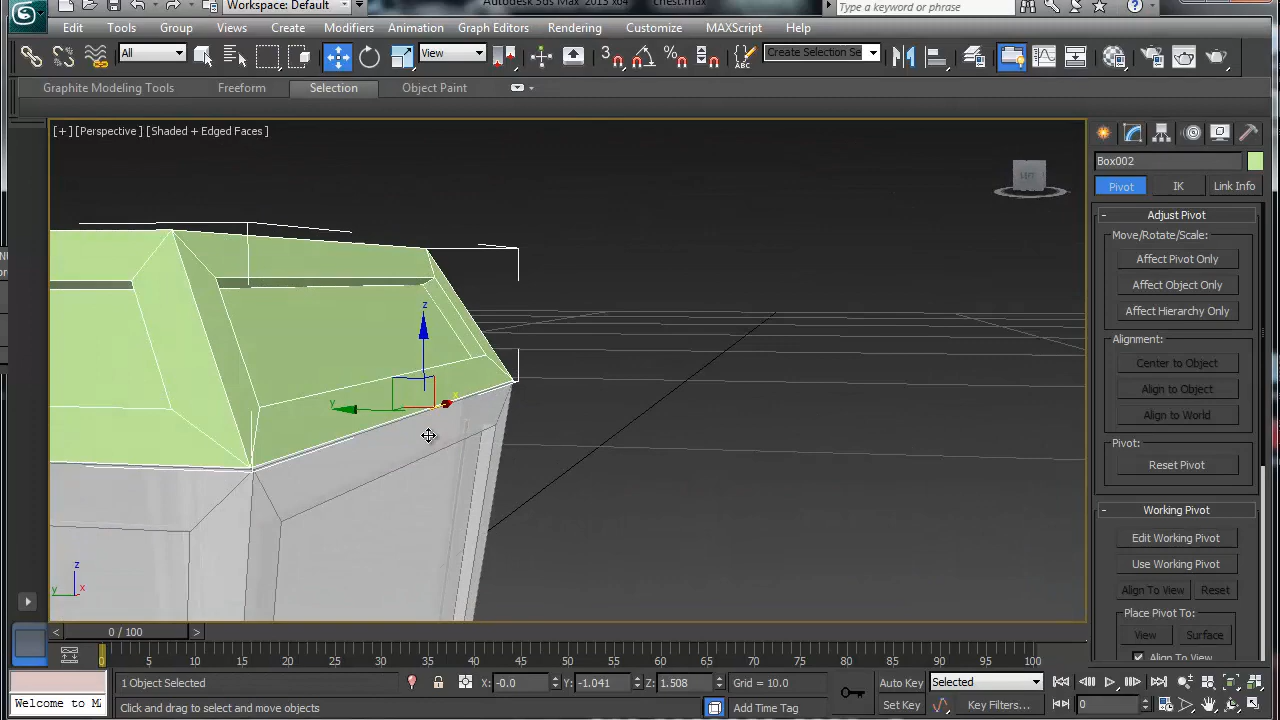 Workspace: Default
Autodesk 3ds Max 2013 x64 chest.max
Type a keyword or phrase
Edit Tools Group Views Create Modifiers Animation Graph Editors Rendering Customize MAXScript Help
All View 3 % ABC Create Selection Se
Graphite Modeling Tools Freeform Selection Object Paint
[+] [Perspective] [Shaded + Edged Faces]
LEFT
Box002
Pivot IK Link Info
- Adjust Pivot
Move/Rotate/Scale:
Affect Pivot Only
Affect Object Only
Affect Hierarchy Only
Alignment:
Center to Object
Align to Object
Align to World
Pivot:
Reset Pivot
- Working Pivot
Edit Working Pivot
Use Working Pivot
Align To View Reset
Place Pivot To:
View Surface
Align To View
z
y x
z
y x
< 0 / 100 >
0 5 10 15 20 25 30 35 40 45 50 55 60 65 70 75 80 85 90 95 100
1 Object Selected X: -0.0 Y: -1.041 Z: 1.508 Grid = 10.0 Auto Key Selected
Welcome to M Click and drag to select and move objects Add Time Tag Set Key Key Filters... 0